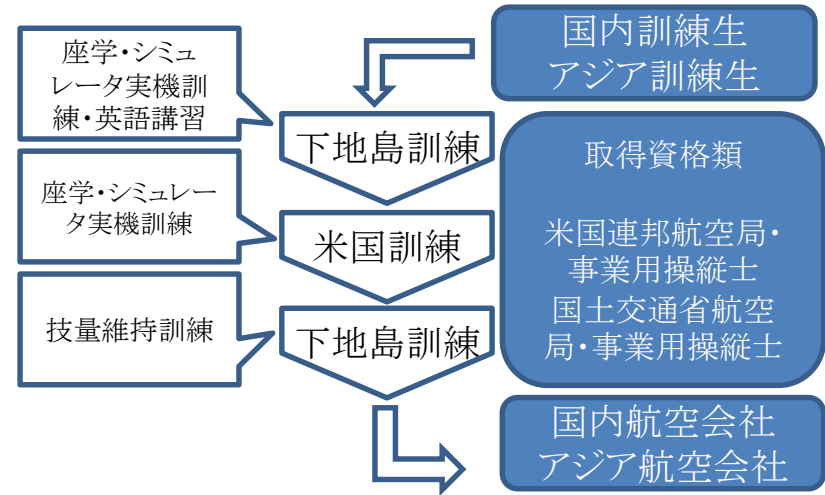 国内訓練生
アジア訓練生
座学・シミュ
レータ実機訓
練・英語講習
下地島訓練
取得資格類
米国連邦航空局・
事業用操縦士
国土交通省航空
局・事業用操縦士
座学・シミュレー
タ実機訓練
米国訓練
技量維持訓練
下地島訓練
国内航空会社
アジア航空会社